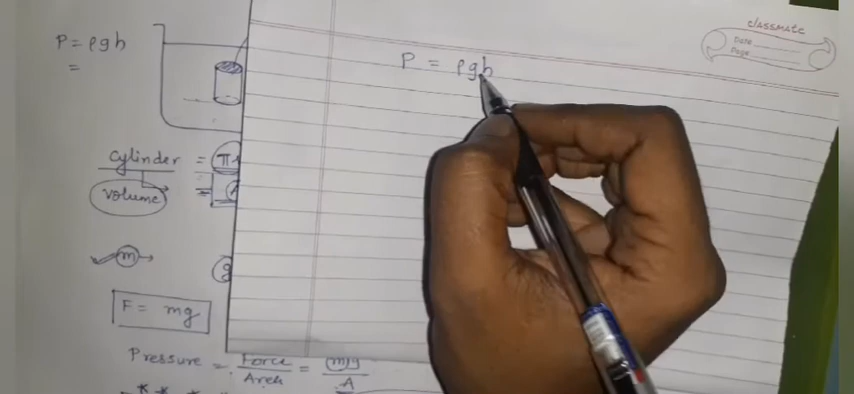 P = ρgh
=
cylinder =
volume =
m
F = mg
Pressure = Force / Area = mg / A
classmate
Date
Page
P = ρgh